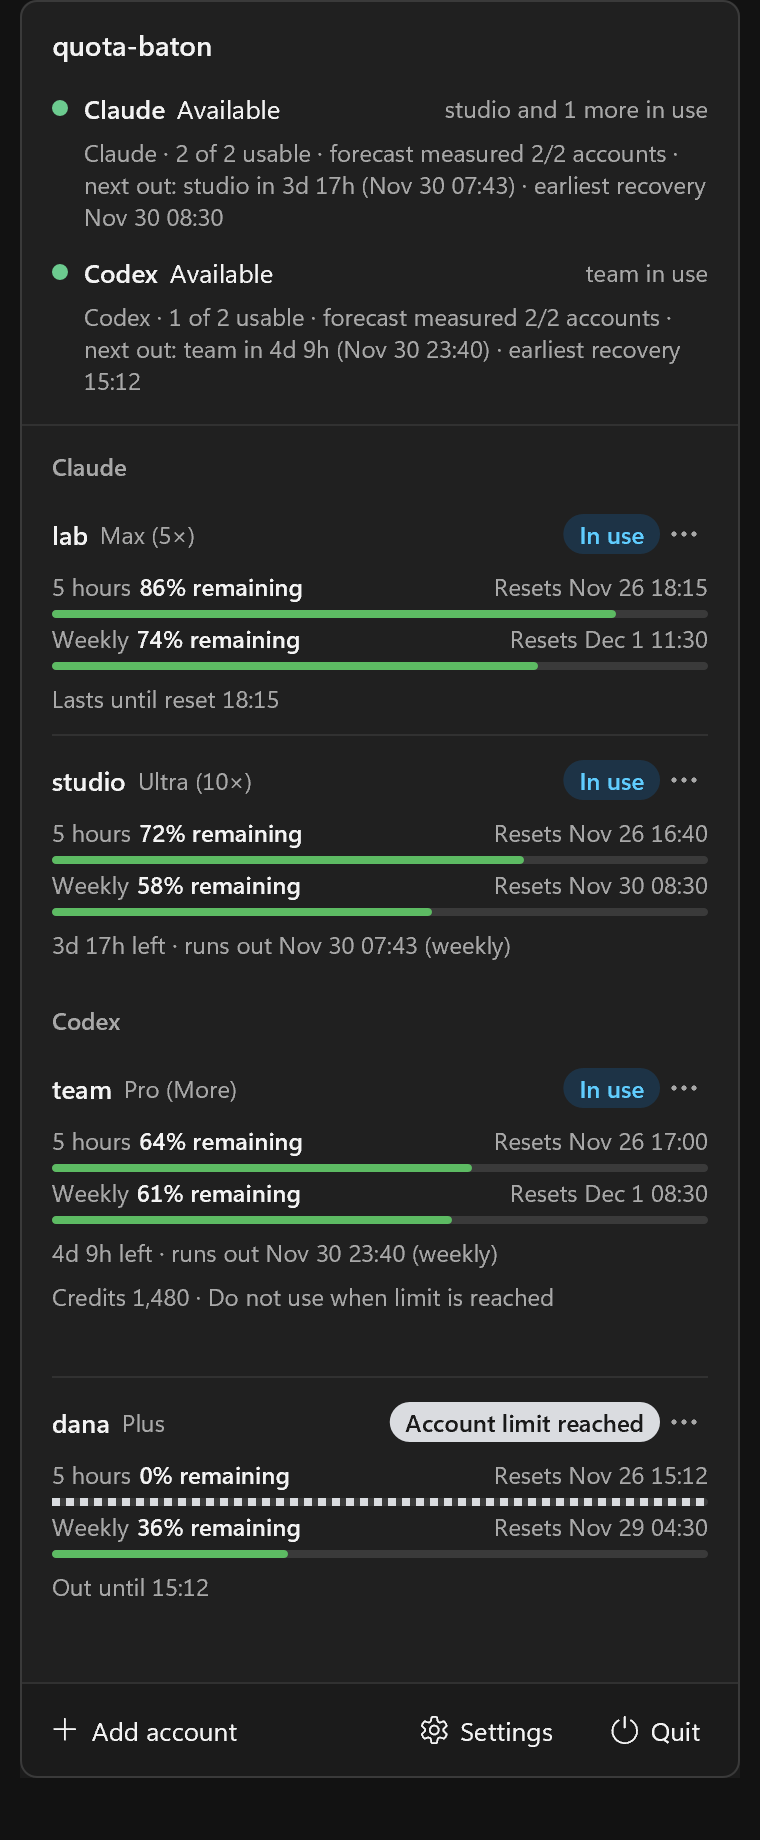 quota-baton
Claude Available studio and 1 more in use
Claude · 2 of 2 usable · forecast measured 2/2 accounts ·
next out: studio in 3d 17h (Nov 30 07:43) · earliest recovery
Nov 30 08:30
Codex Available team in use
Codex · 1 of 2 usable · forecast measured 2/2 accounts ·
next out: team in 4d 9h (Nov 30 23:40) · earliest recovery
15:12
Claude
lab Max (5×) In use
5 hours 86% remaining Resets Nov 26 18:15
Weekly 74% remaining Resets Dec 1 11:30
Lasts until reset 18:15
studio Ultra (10×) In use
5 hours 72% remaining Resets Nov 26 16:40
Weekly 58% remaining Resets Nov 30 08:30
3d 17h left · runs out Nov 30 07:43 (weekly)
Codex
team Pro (More) In use
5 hours 64% remaining Resets Nov 26 17:00
Weekly 61% remaining Resets Dec 1 08:30
4d 9h left · runs out Nov 30 23:40 (weekly)
Credits 1,480 · Do not use when limit is reached
dana Plus Account limit reached
5 hours 0% remaining Resets Nov 26 15:12
Weekly 36% remaining Resets Nov 29 04:30
Out until 15:12
Add account Settings Quit